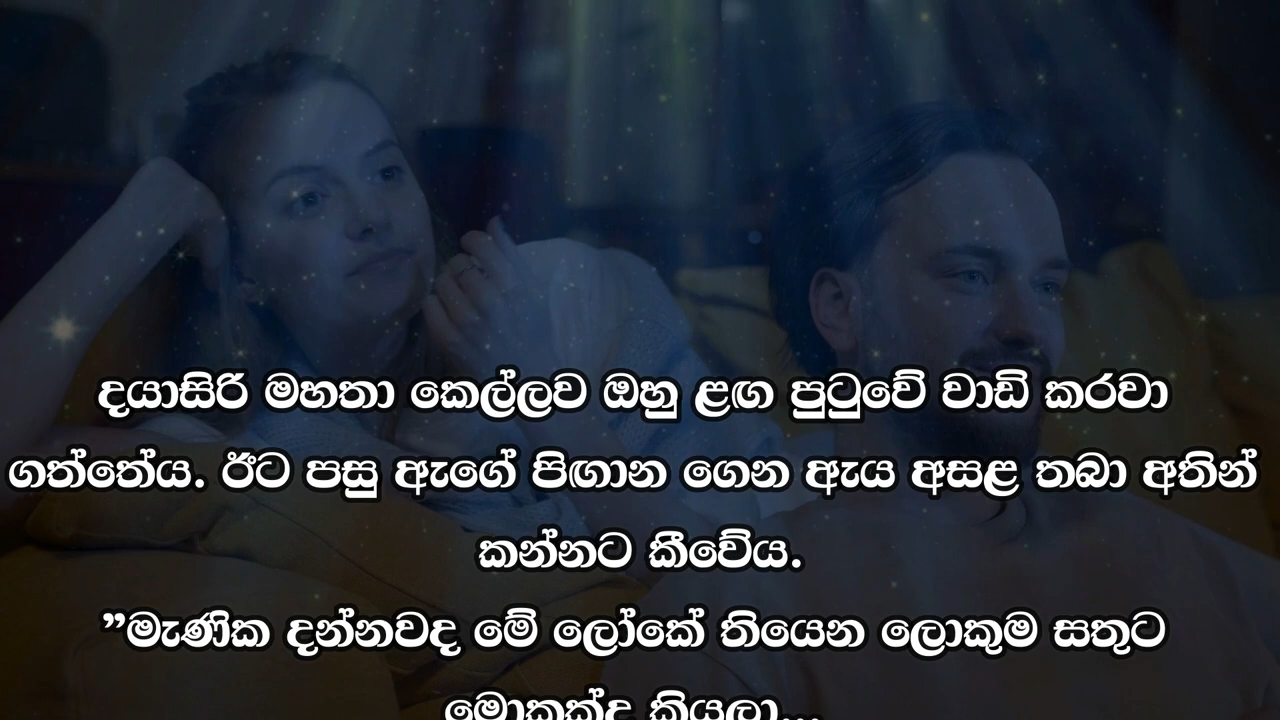 දයාසිරි මහතා කෙල්ලව ඔහු ළඟ පුටුවේ වාඩි කරවා
ගත්තේය. ඊට පසු ඇගේ පිඟාන ගෙන ඇය අසළ තබා අතින්
කන්නට කීවේය.
”මැණික දන්නවද මේ ලෝකේ තියෙන ලොකුම සතුට
මොකක්ද කියලා...